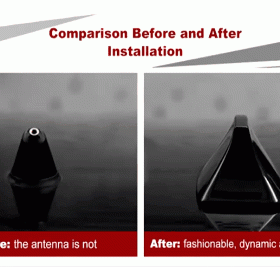 Comparison Before and After
Installation
e: the antenna is not
After: fashionable, dynamic a